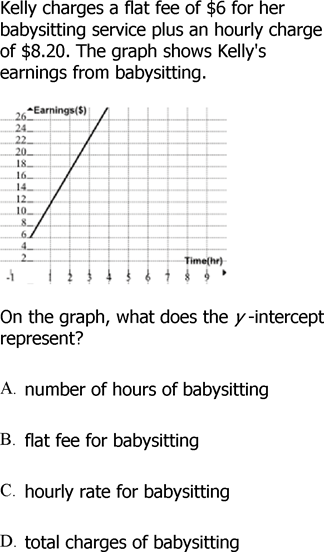 Kelly charges a flat fee of $6 for her
babysitting service plus an hourly charge
of $8.20. The graph shows Kelly's
earnings from babysitting.
Earnings($)
26
24
22
20
18
16
14
12
10
8
6
4
2
Time(hr)
-1 1 2 3 4 5 6 7 8 9
On the graph, what does the y-intercept
represent?
A. number of hours of babysitting
B. flat fee for babysitting
C. hourly rate for babysitting
D. total charges of babysitting